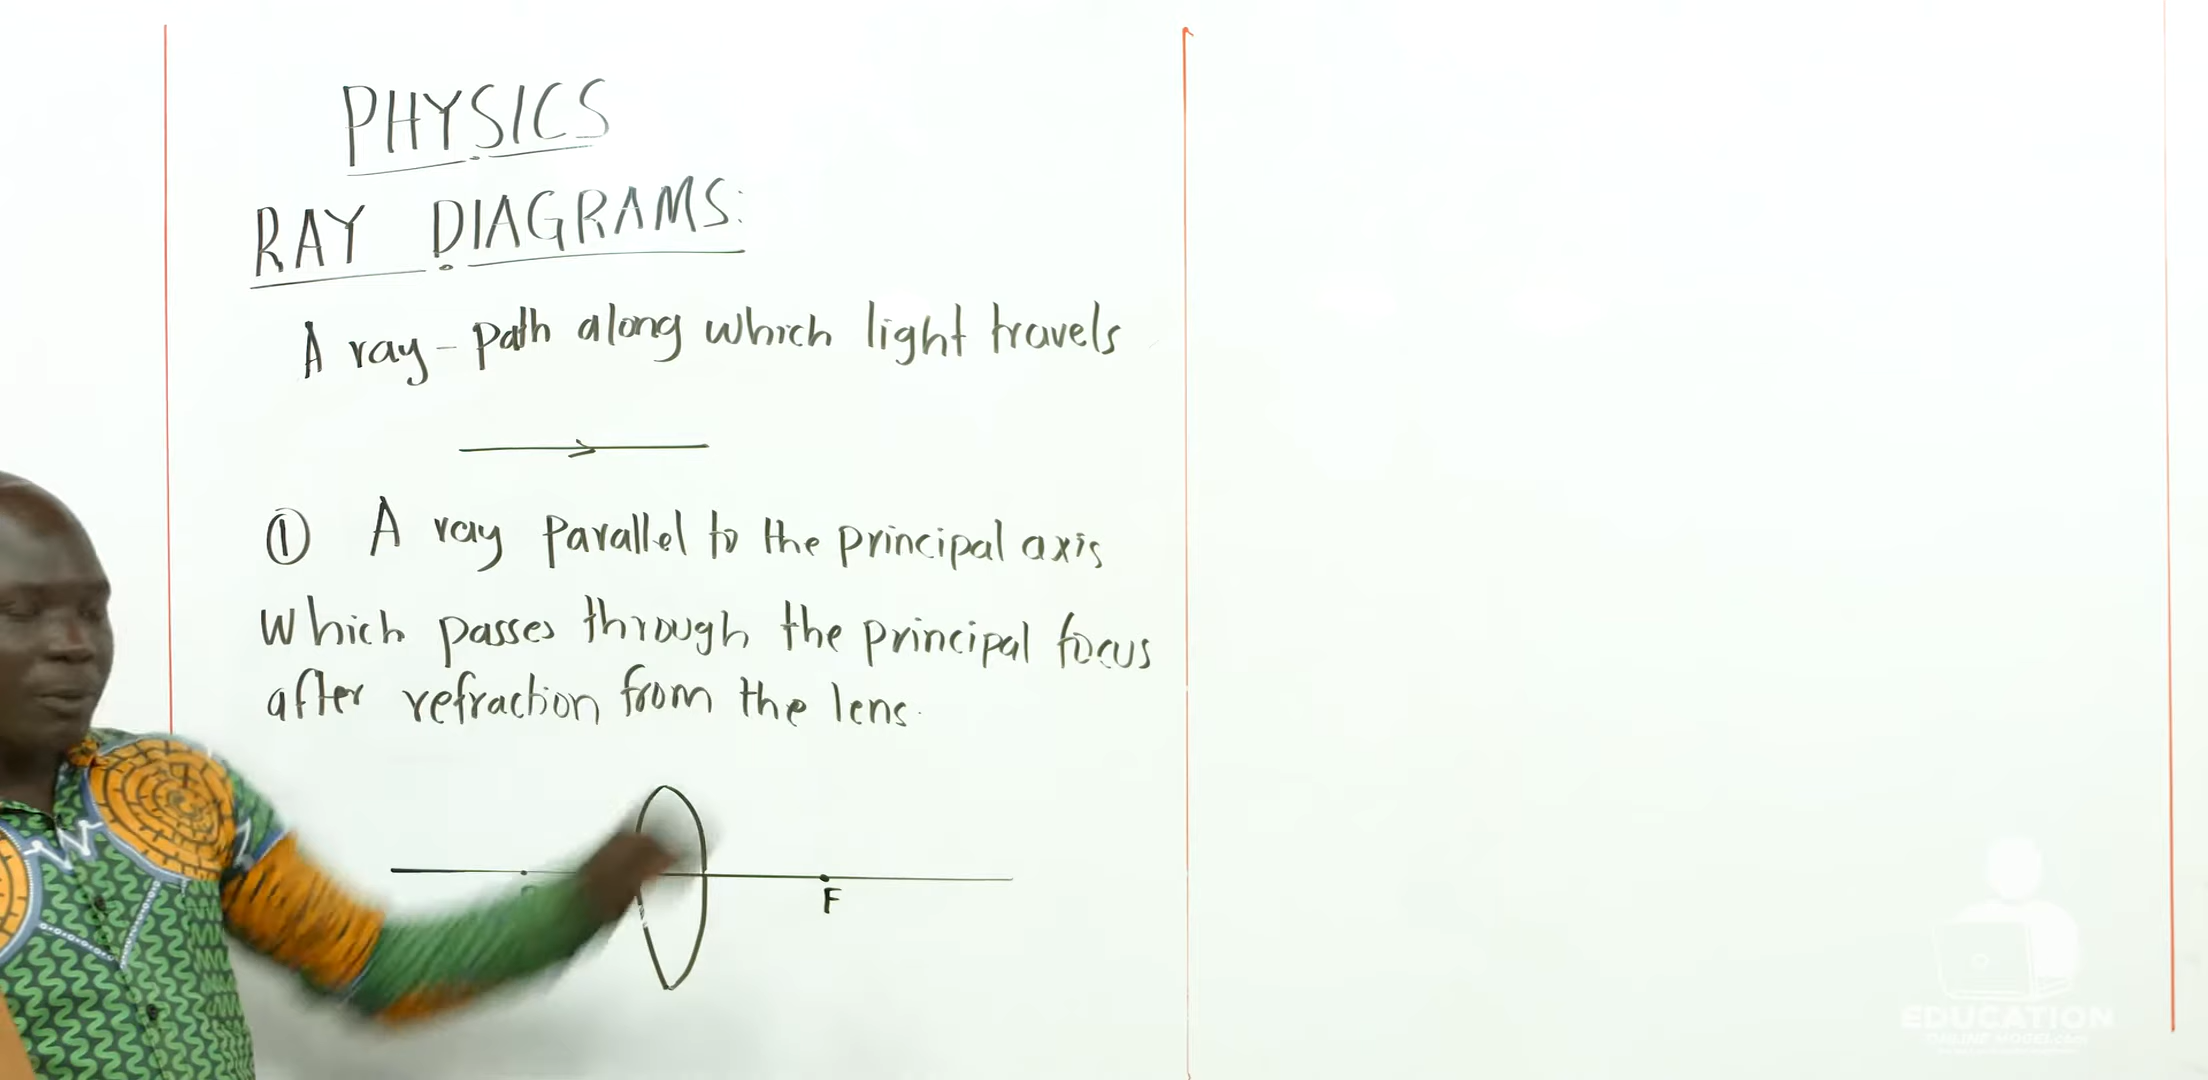 PHYSICS
RAY DIAGRAMS:
A ray - path along which light travels
① A ray parallel to the principal axis
which passes through the principal focus
after refraction from the lens.
F
EDUCATION